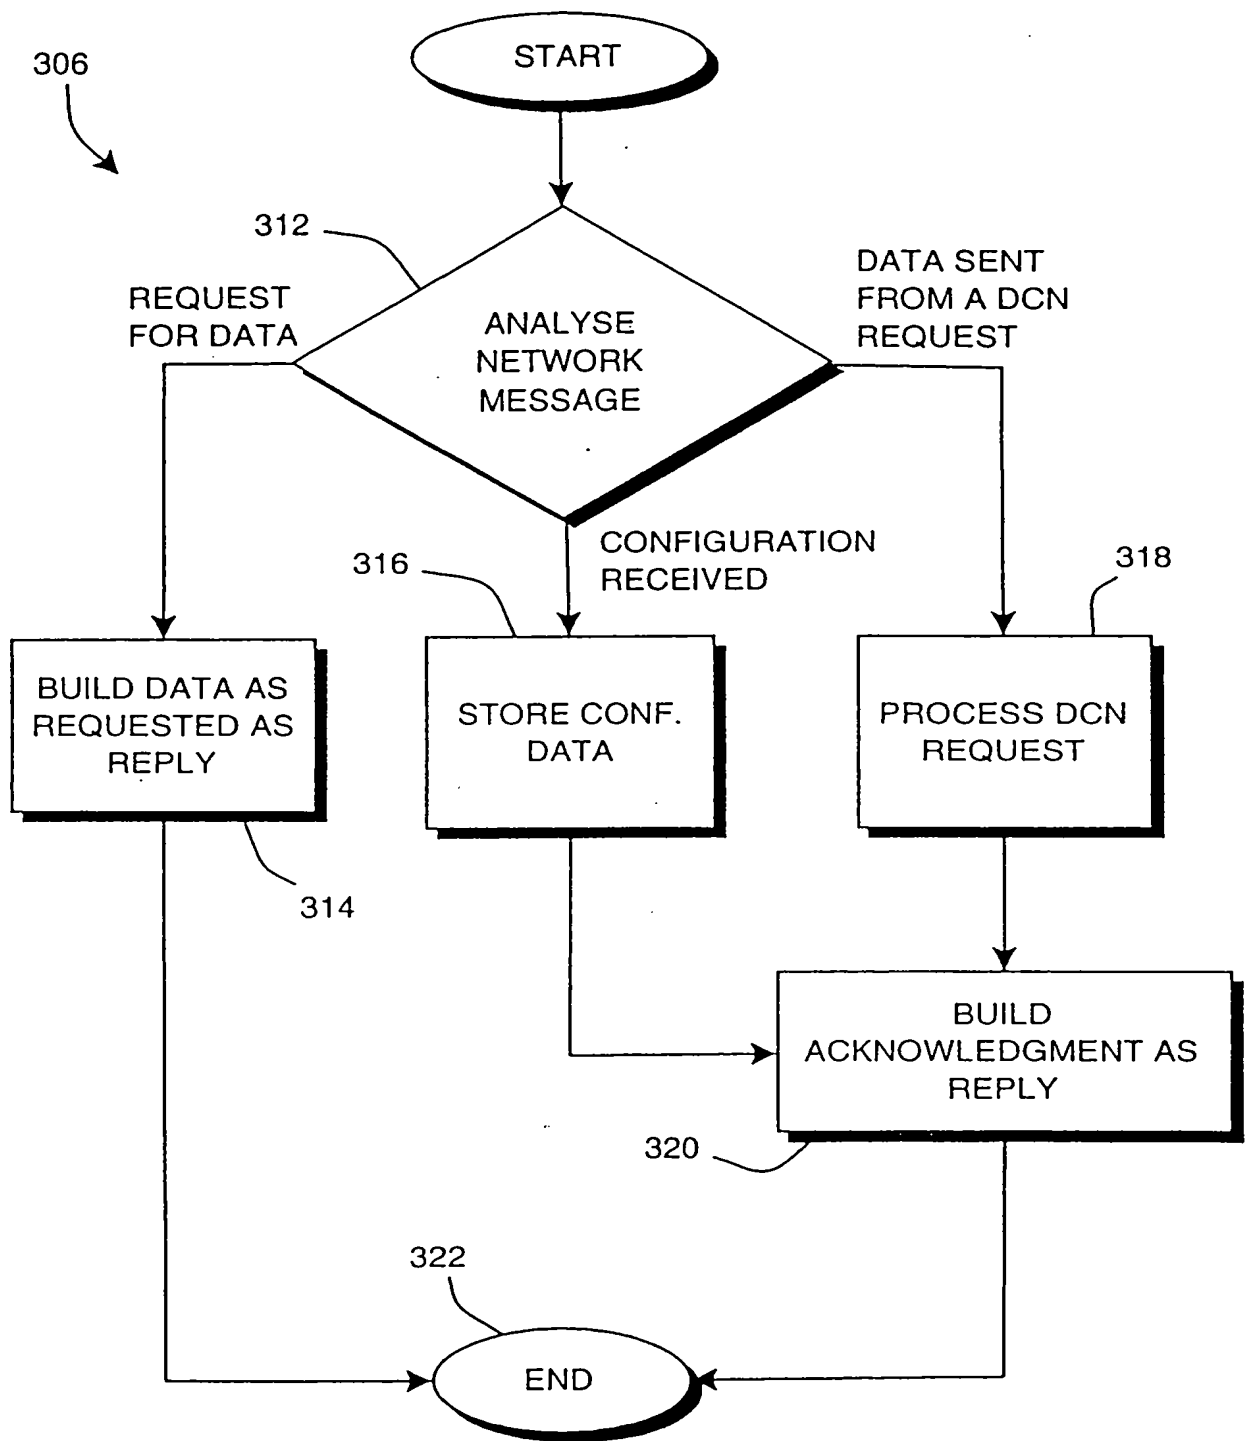 START
306
312
REQUEST
FOR DATA
ANALYSE
NETWORK
MESSAGE
DATA SENT
FROM A DCN
REQUEST
CONFIGURATION
RECEIVED
316
318
BUILD DATA AS
REQUESTED AS
REPLY
STORE CONF.
DATA
PROCESS DCN
REQUEST
314
BUILD
ACKNOWLEDGMENT AS
REPLY
320
322
END